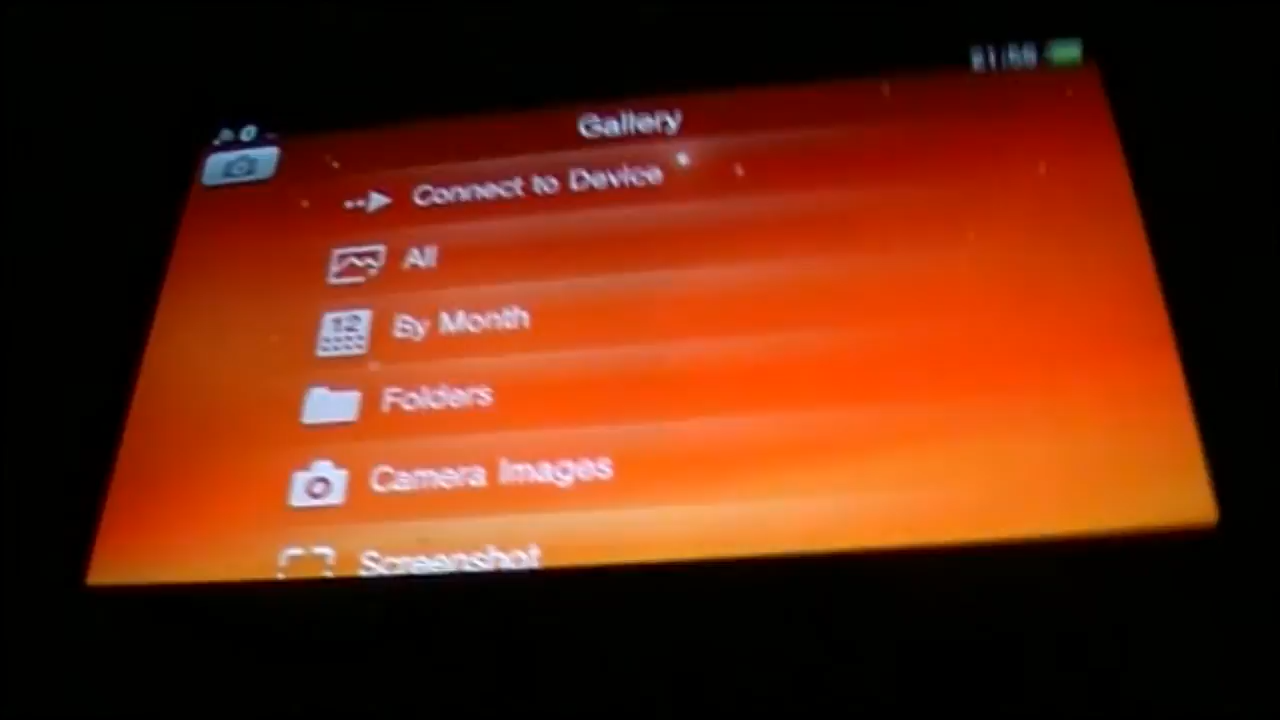 Gallery
Connect to Device
All
12
By Month
Folders
Camera Images
Screenshot